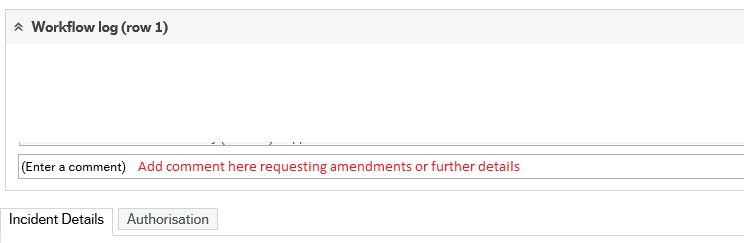 Workflow log (row 1)
(Enter a comment) Add comment here requesting amendments or further details
Incident Details Authorisation